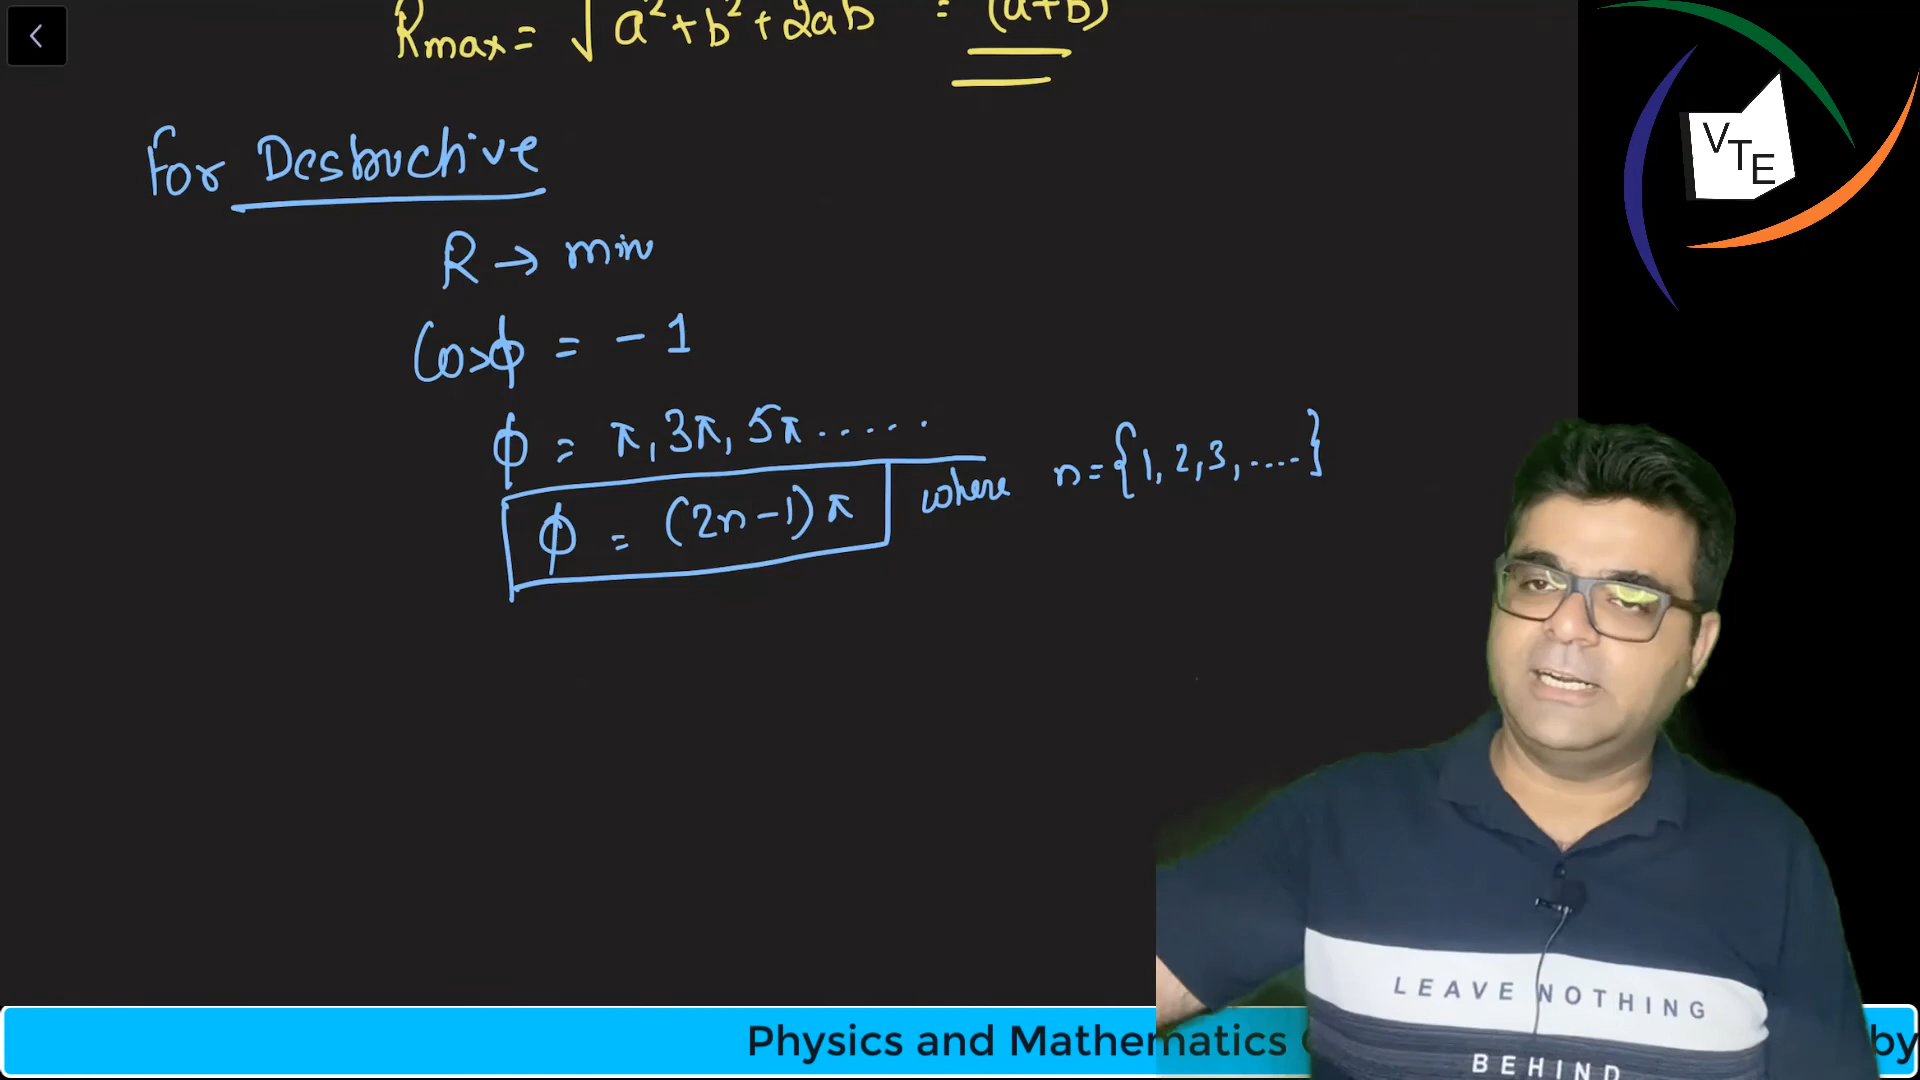 Rmax = √a²+b²+2ab = (a+b)
For Destructive
R → min
Cosϕ = - 1
ϕ = π, 3π, 5π.....
ϕ = (2n-1)π where n={1, 2, 3, ....}
VTE
LEAVE NOTHING
BEHIND
Physics and Mathematics by